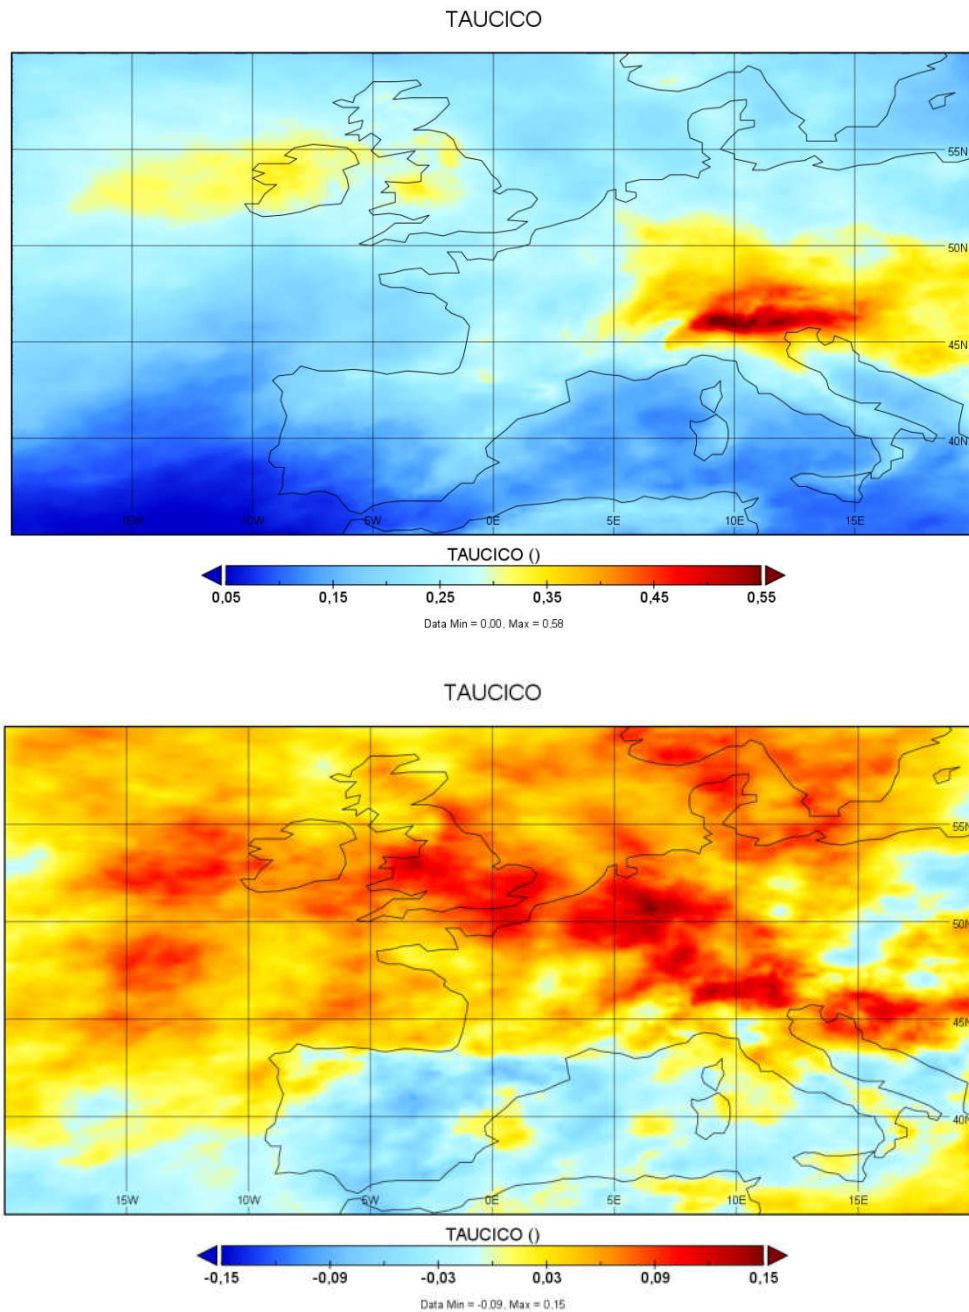 TAUCICO
55N
50N
45N
40N
15W 10W 5W 0E 5E 10E 15E
TAUCICO ()
0,05 0,15 0,25 0,35 0,45 0,55
Data Min = 0,00, Max = 0,58
TAUCICO
55N
50N
45N
40N
15W 10W 5W 0E 5E 10E 15E
TAUCICO ()
-0,15 -0,09 -0,03 0,03 0,09 0,15
Data Min = -0,09, Max = 0,15